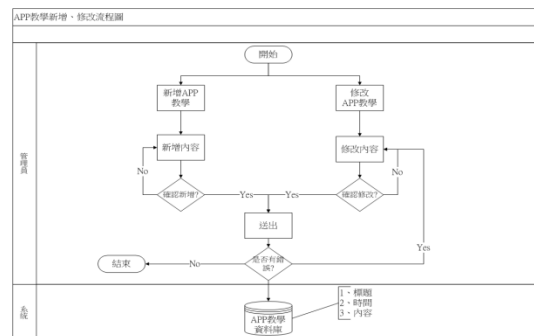 APP教學新增、修改流程圖
開始
新增APP
教學
修改
APP教學
新增內容
修改內容
No
No
確認新增?
Yes
Yes
確認修改?
管理員
送出
Yes
是否有錯
誤?
No
結束
系統
APP教學
資料庫
1、標題
2、時間
3、內容